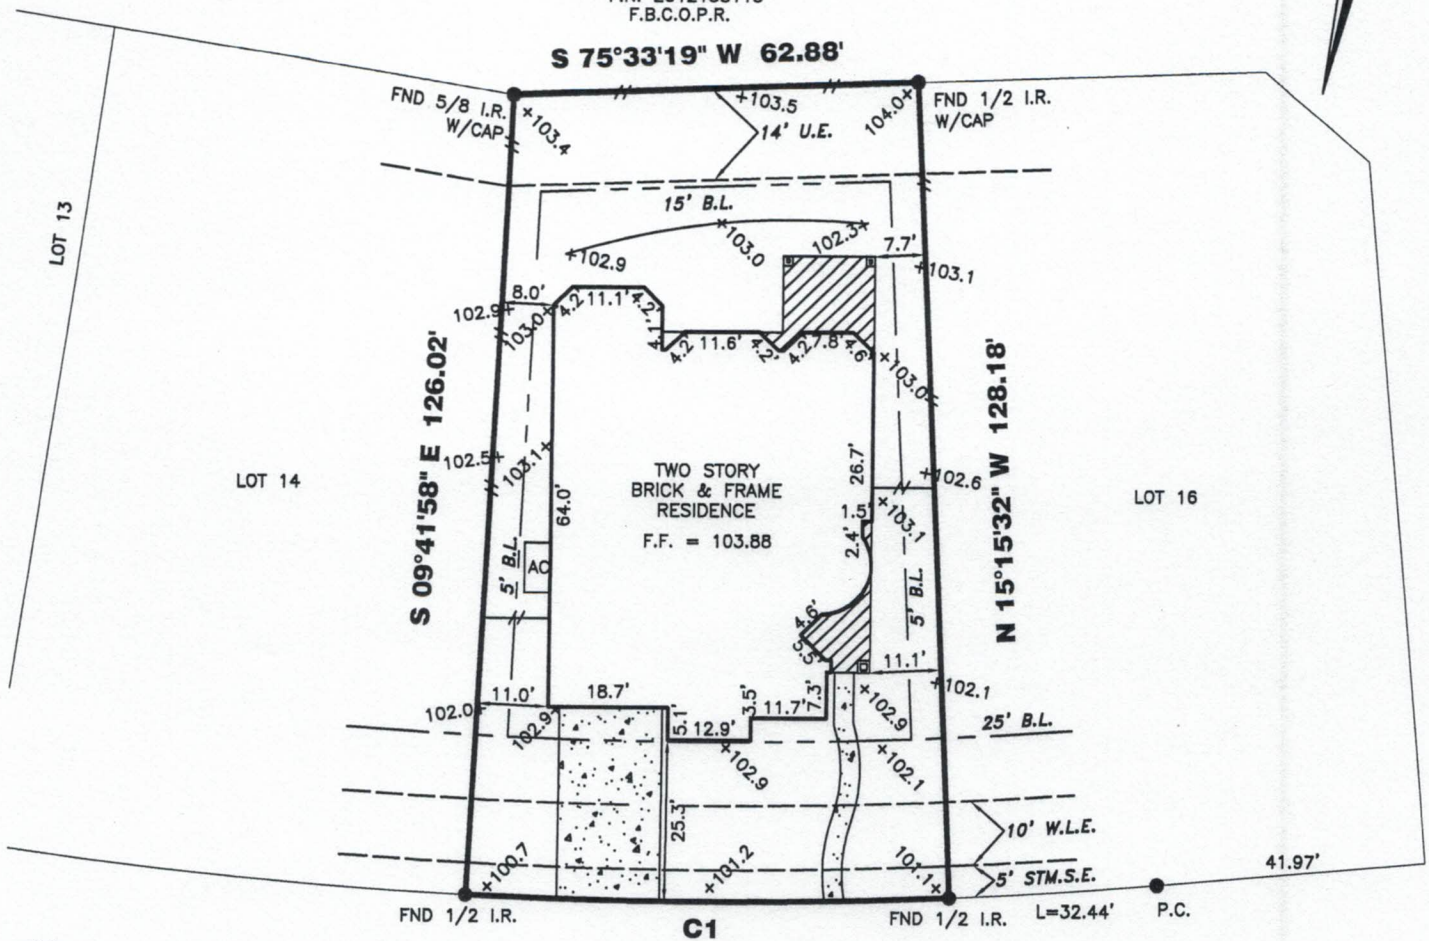 F.B.C.O.P.R.
S 75°33'19" W 62.88'
FND 5/8 I.R.
W/CAP
103.4
103.5
14' U.E.
104.0
FND 1/2 I.R.
W/CAP
15' B.L.
103.0
102.3
7.7'
103.1
102.9
LOT 13
8.0'
4.2'
11.1'
4.2'
102.9
103.0
4.1'
4.2'
11.6'
4.2'
4.2'
7.8'
4.6'
103.0
S 09°41'58" E 126.02'
N 15°15'32" W 128.18'
102.5
103.1
LOT 14
64.0'
TWO STORY
BRICK & FRAME
RESIDENCE
F.F. = 103.88
26.7'
102.6
103.1
LOT 16
1.5'
2.4'
5' B.L.
AC
5' B.L.
4.6'
5.5'
11.1'
102.1
11.0'
18.7'
102.0
102.9
5.1'
12.9'
3.5'
11.7'
7.3'
102.9
25' B.L.
102.9
102.1
25.3'
10' W.L.E.
100.7
101.2
101.1
5' STM.S.E.
41.97'
FND 1/2 I.R.
C1
FND 1/2 I.R.
L=32.44'
P.C.